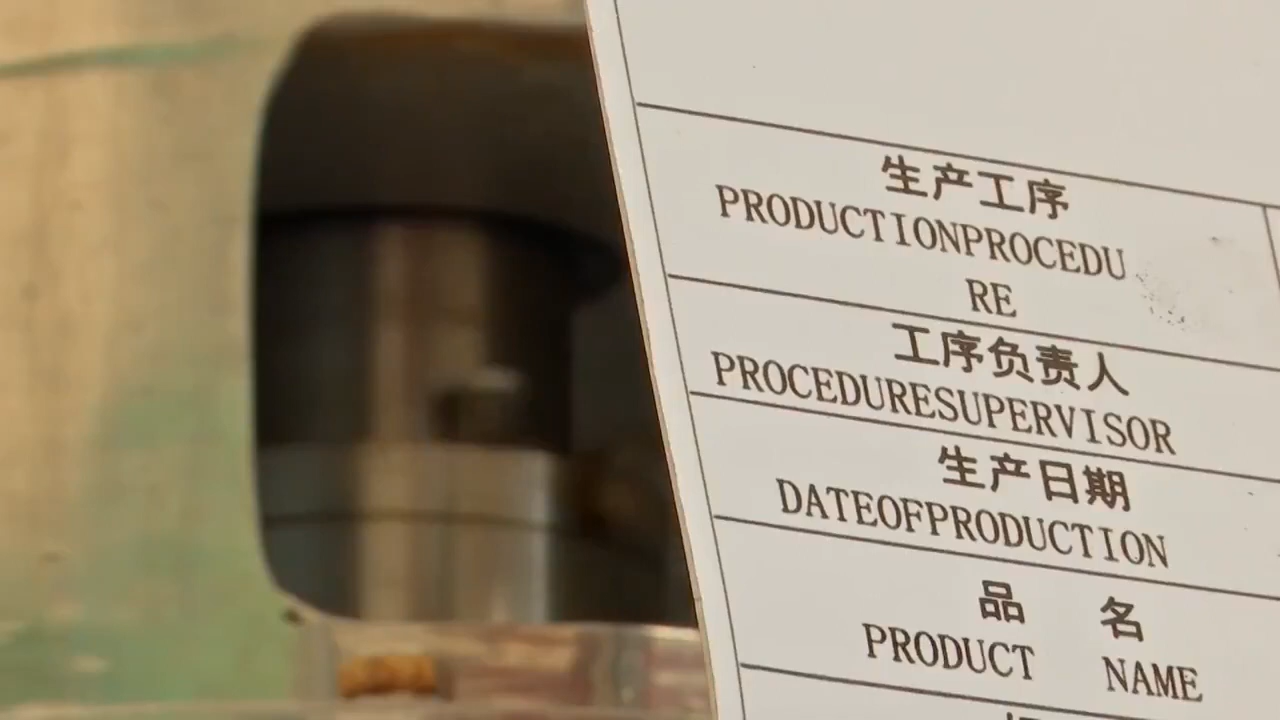 生产工序
PRODUCTIONPROCEDU
RE
工序负责人
PROCEDURESUPERVISOR
生产日期
DATEOFPRODUCTION
品 名
PRODUCT NAME